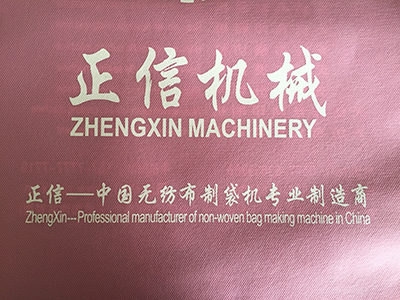 正信机械
ZHENGXIN MACHINERY
正信——中国无纺布制袋机专业制造商
ZhengXin---Professional manufacturer of non-woven bag making machine in China